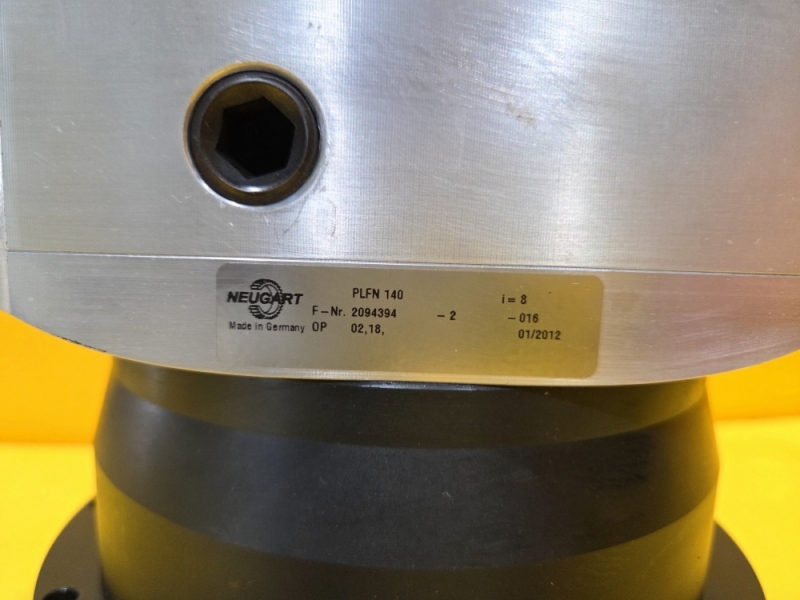 PLFN 140 i = 8
NEUGART F-Nr. 2094394 - 2 - 016
Made in Germany OP 02,18, 01/2012